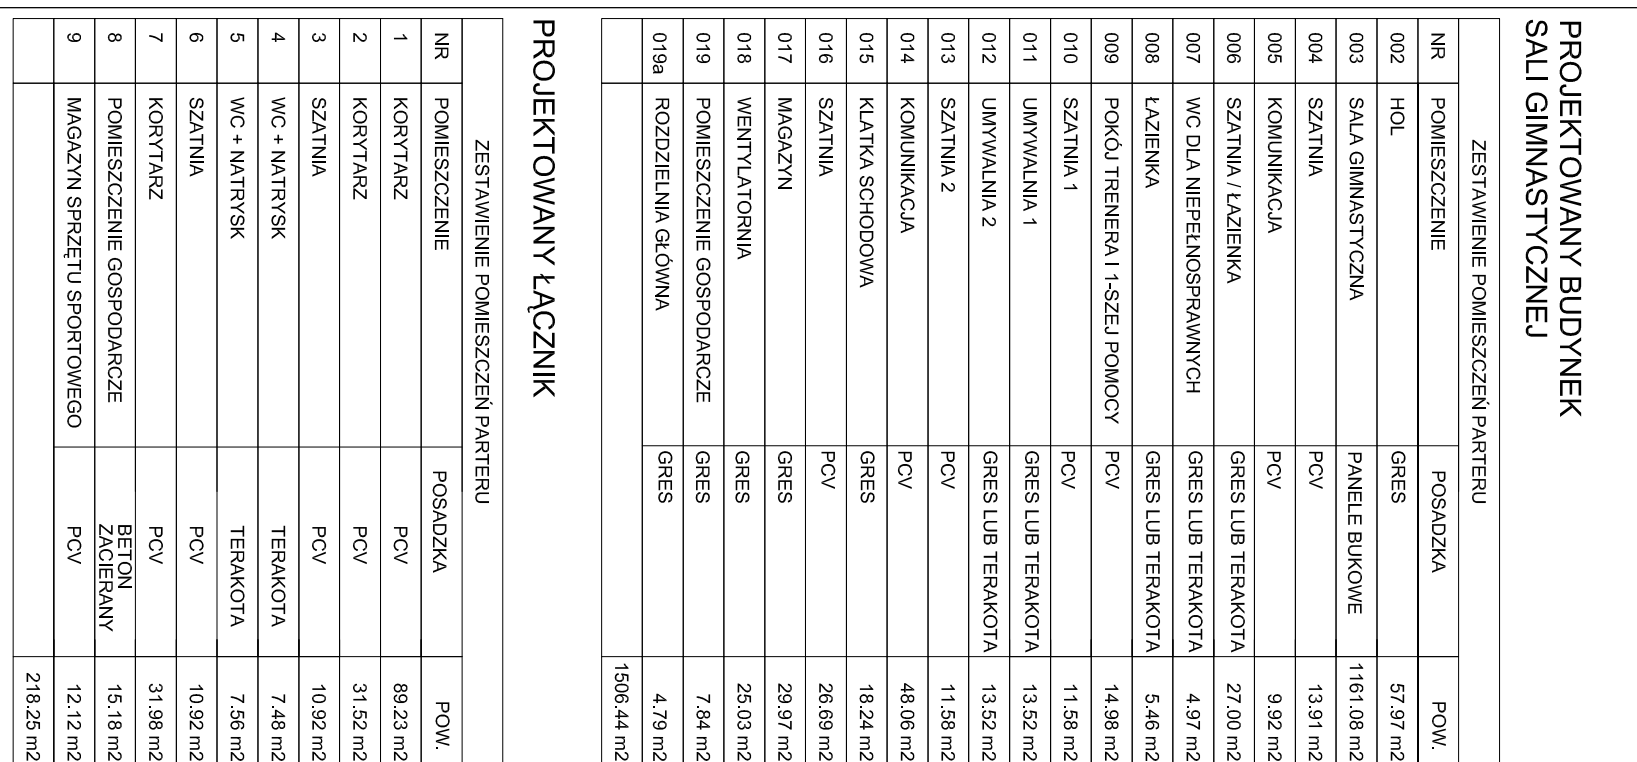 PROJEKTOWANY BUDYNEK
SALI GIMNASTYCZNEJ
ZESTAWIENIE POMIESZCZEŃ PARTERU
NR POMIESZCZENIE POSADZKA POW.
002 HOL GRES 57.97 m2
003 SALA GIMNASTYCZNA PANELE BUKOWE 1161.08 m2
004 SZATNIA PCV 13.91 m2
005 KOMUNIKACJA PCV 9.92 m2
006 SZATNIA / ŁAZIENKA GRES LUB TERAKOTA 27.00 m2
007 WC DLA NIEPEŁNOSPRAWNYCH GRES LUB TERAKOTA 4.97 m2
008 ŁAZIENKA GRES LUB TERAKOTA 5.46 m2
009 POKÓJ TRENERA I 1-SZEJ POMOCY PCV 14.98 m2
010 SZATNIA 1 PCV 11.58 m2
011 UMYWALNIA 1 GRES LUB TERAKOTA 13.52 m2
012 UMYWALNIA 2 GRES LUB TERAKOTA 13.52 m2
013 SZATNIA 2 PCV 11.58 m2
014 KOMUNIKACJA PCV 48.06 m2
015 KLATKA SCHODOWA GRES 18.24 m2
016 SZATNIA PCV 26.69 m2
017 MAGAZYN GRES 29.97 m2
018 WENTYLATORNIA GRES 25.03 m2
019 POMIESZCZENIE GOSPODARCZE GRES 7.84 m2
019a ROZDZIELNIA GŁÓWNA GRES 4.79 m2
1506.44 m2
PROJEKTOWANY ŁĄCZNIK
ZESTAWIENIE POMIESZCZEŃ PARTERU
NR POMIESZCZENIE POSADZKA POW.
1 KORYTARZ PCV 89.23 m2
2 KORYTARZ PCV 31.52 m2
3 SZATNIA PCV 10.92 m2
4 WC + NATRYSK TERAKOTA 7.48 m2
5 WC + NATRYSK TERAKOTA 7.56 m2
6 SZATNIA PCV 10.92 m2
7 KORYTARZ PCV 31.98 m2
8 POMIESZCZENIE GOSPODARCZE BETON ZACIERANY 15.18 m2
9 MAGAZYN SPRZĘTU SPORTOWEGO PCV 12.12 m2
218.25 m2